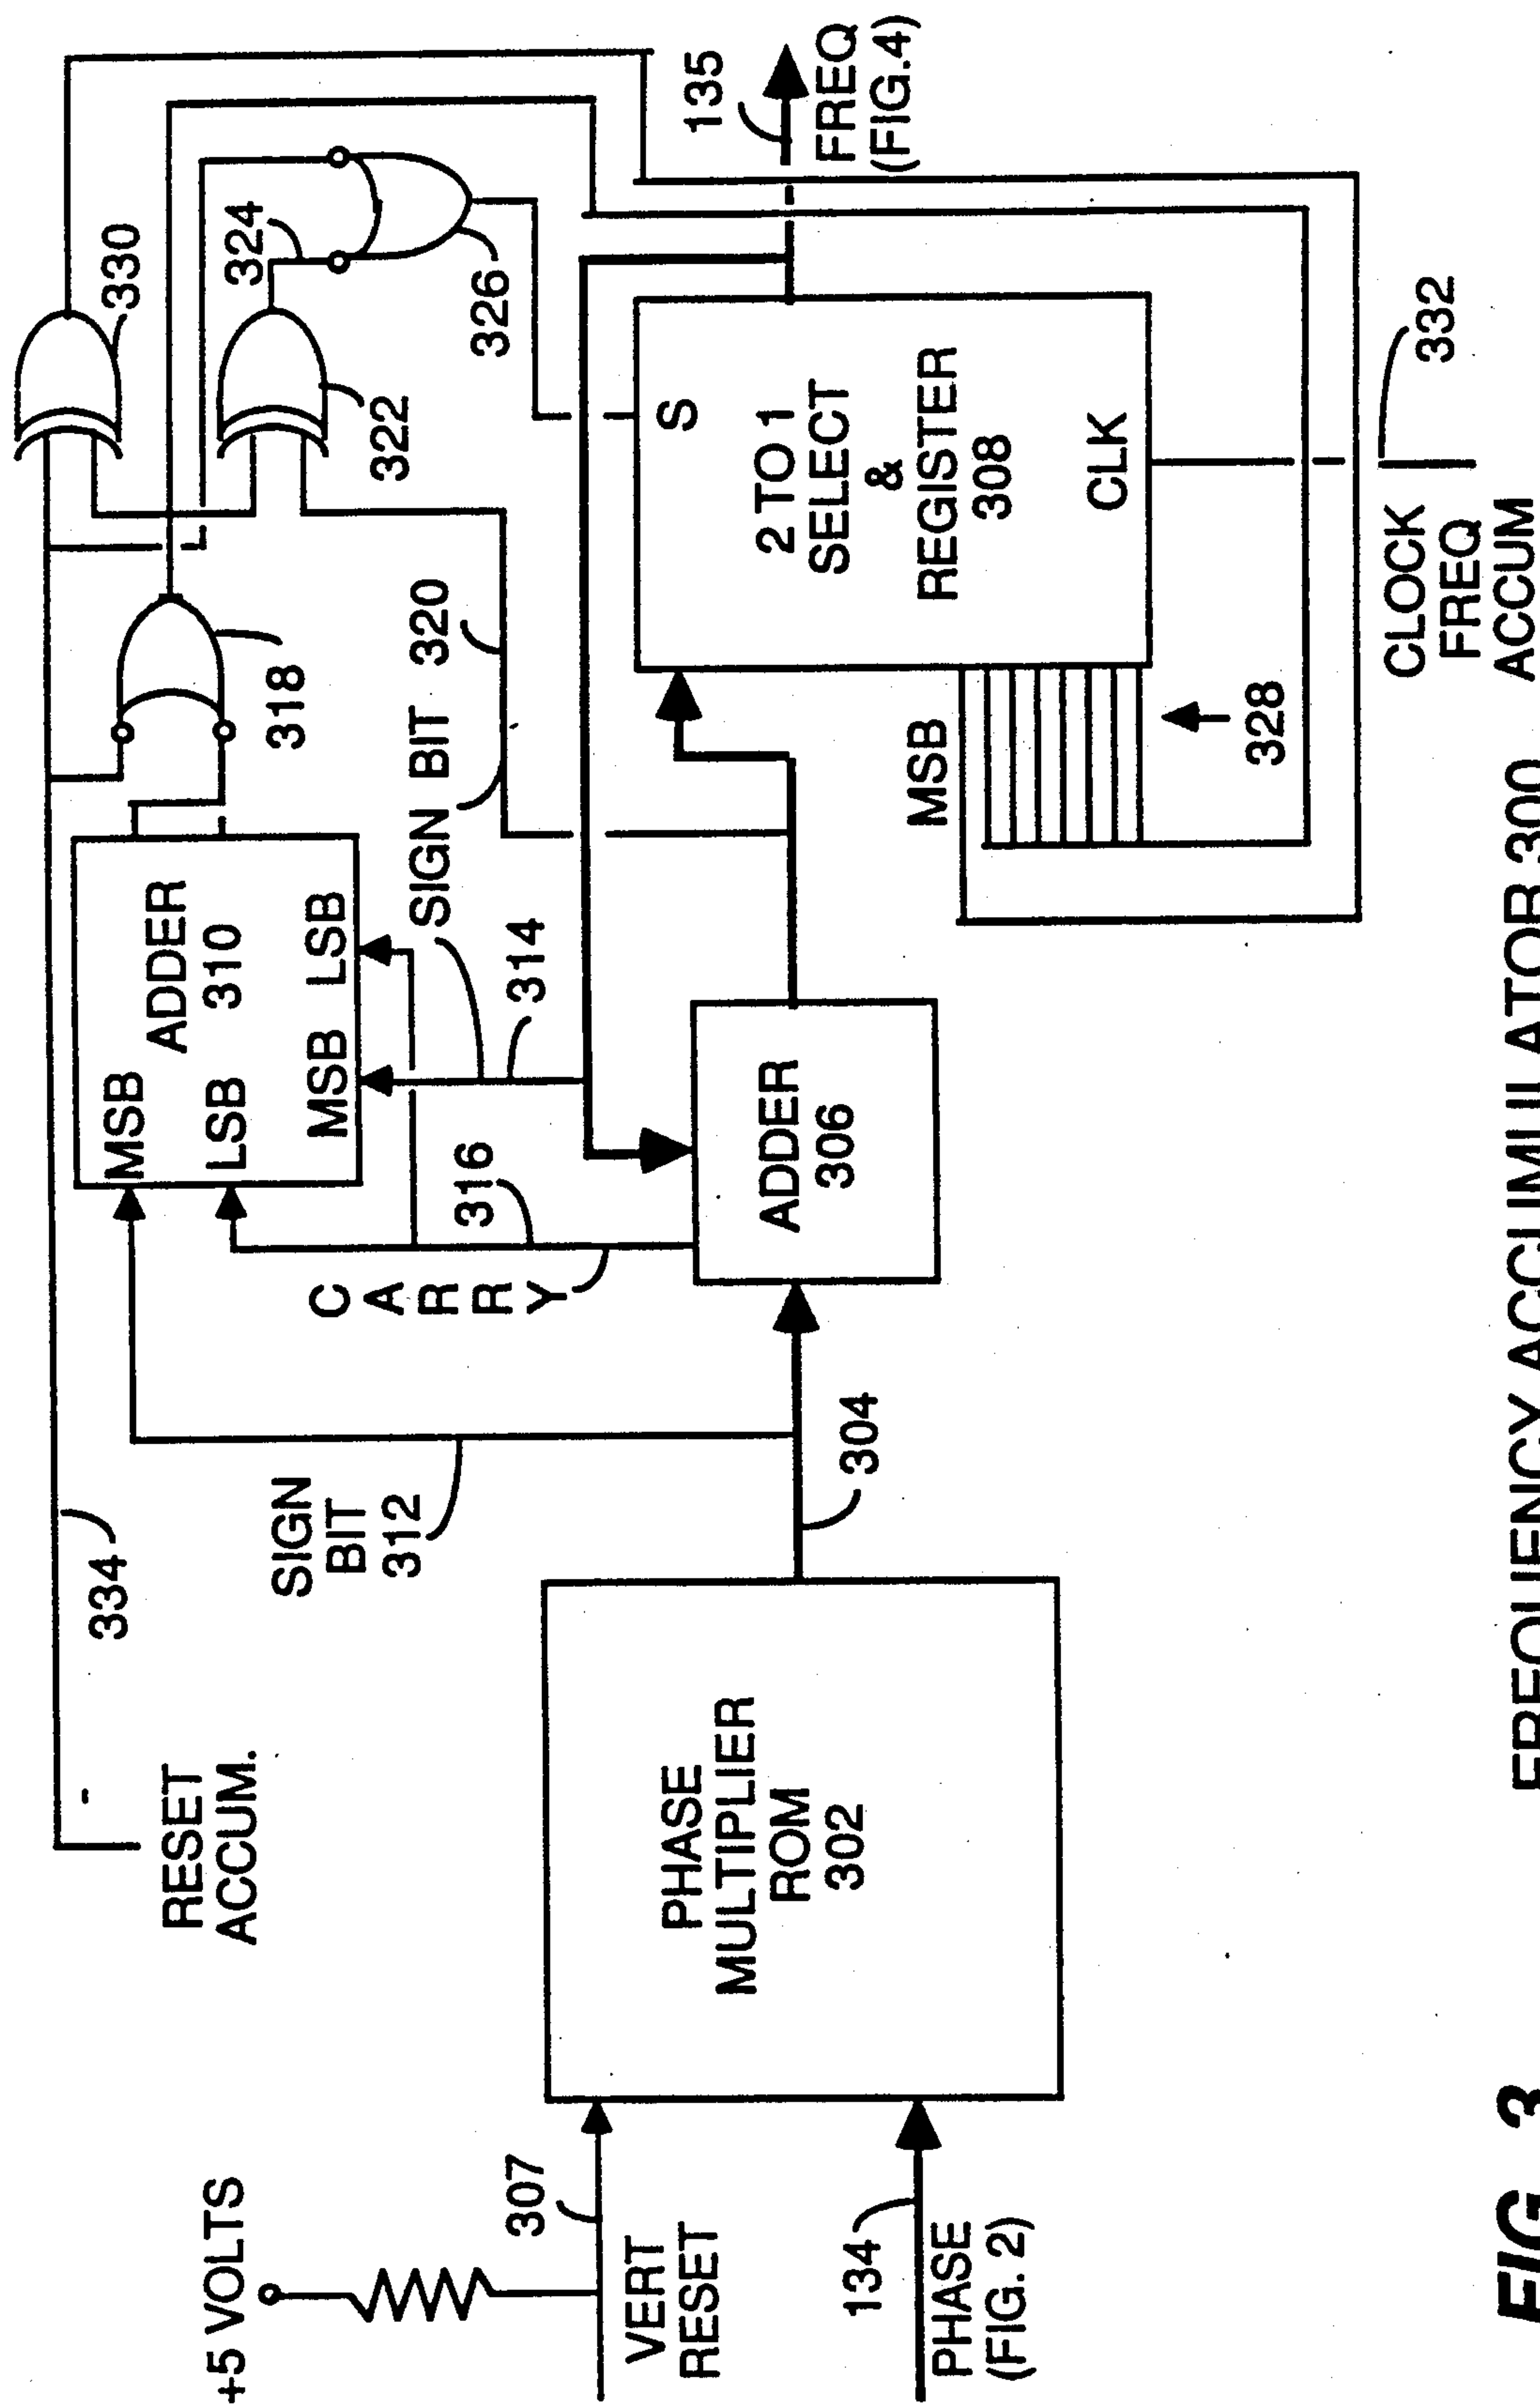 +5 VOLTS
307
VERT
RESET
134
PHASE
(FIG. 2)
RESET
ACCUM.
334
PHASE
MULTIPLIER
ROM
302
SIGN
BIT
312
304
CARRY
316
314
SIGN BIT 320
MSB
LSB
ADDER
310
MSB LSB
ADDER
306
318
322
324
326
330
MSB
328
S
2 TO 1
SELECT
&
REGISTER
308
CLK
135
FREQ
(FIG.4)
332
CLOCK
FREQ
ACCUM
FIG. 3
FREQUENCY ACCUMULATOR 300